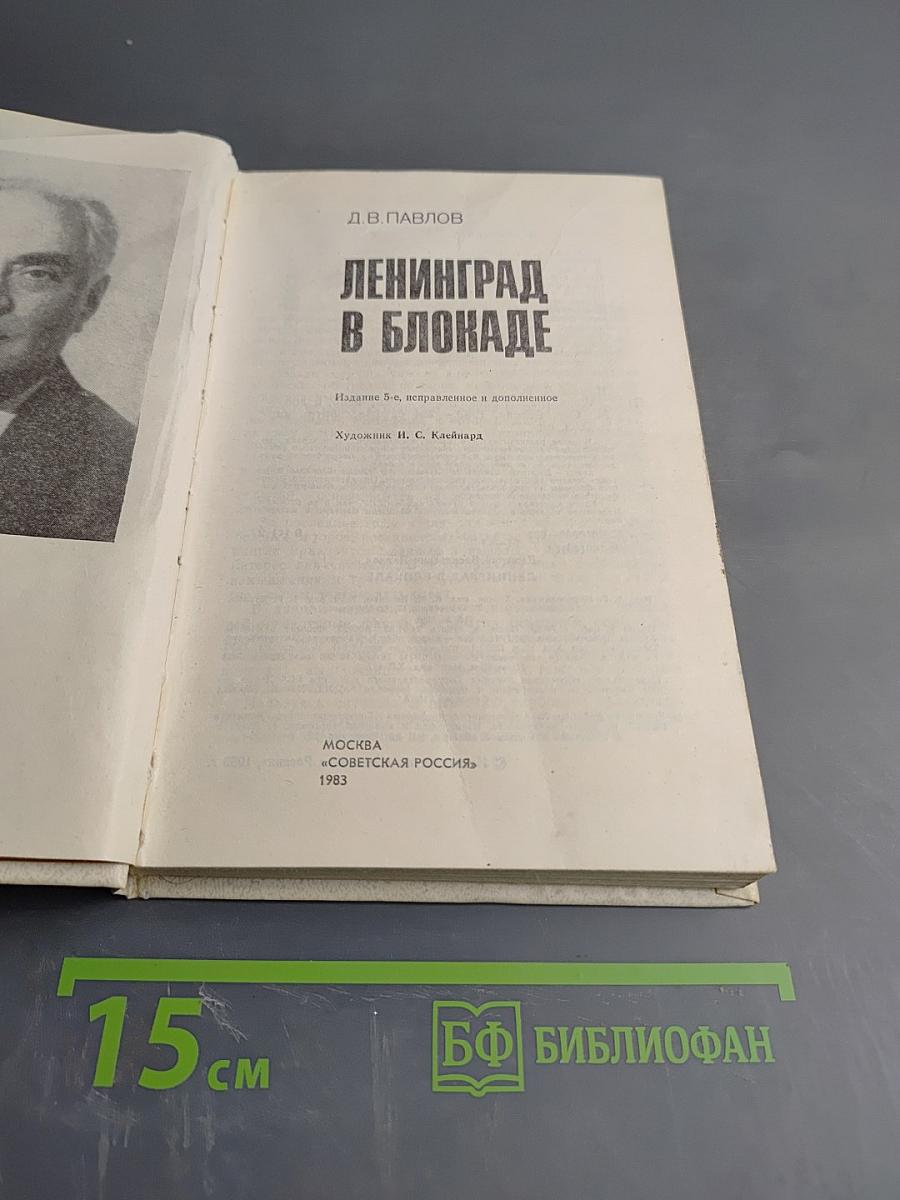 Д. В. ПАВЛОВ
ЛЕНИНГРАД
В БЛОКАДЕ
Издание 5-е, исправленное и дополненное
Художник И. С. Клейнард
МОСКВА
«СОВЕТСКАЯ РОССИЯ»
1983
15 см
БФ БИБЛИОФАН